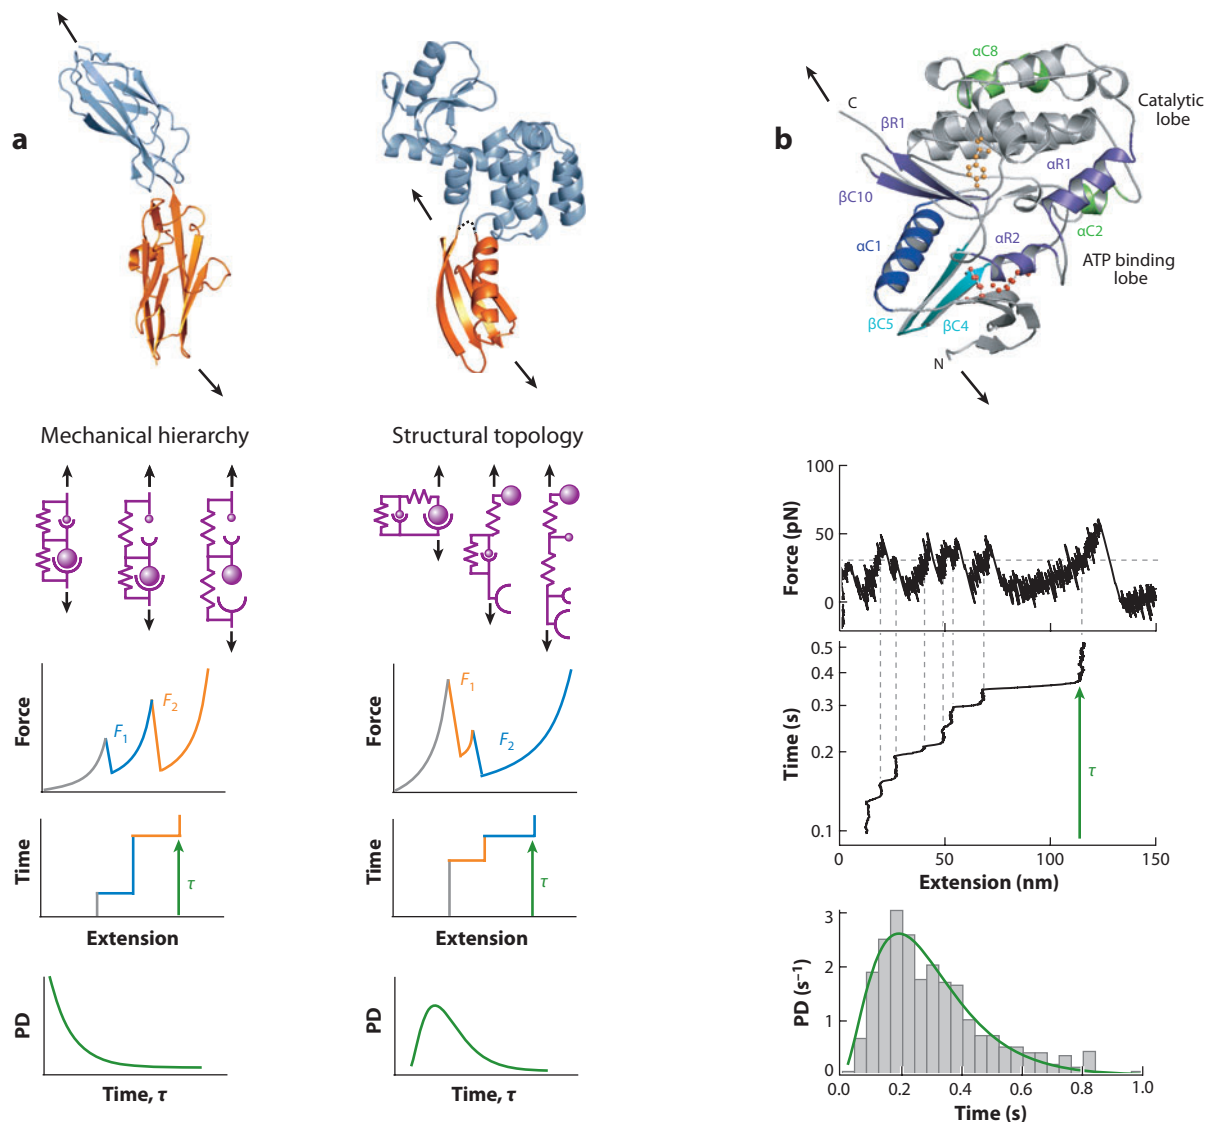 a
Mechanical hierarchy
Structural topology
Force
F1
F2
Force
F1
F2
Time
τ
Extension
Time
τ
Extension
PD
Time, τ
PD
Time, τ
b
C
αC8
Catalytic
lobe
βR1
αR1
βC10
αC1
αR2
αC2
ATP binding
lobe
βC5
βC4
N
Force (pN)
100
50
0
Time (s)
0.5
0.4
0.3
0.2
0.1
τ
0
50
100
150
Extension (nm)
PD (s⁻¹)
3
2
1
0
0.0
0.2
0.4
0.6
0.8
1.0
Time (s)